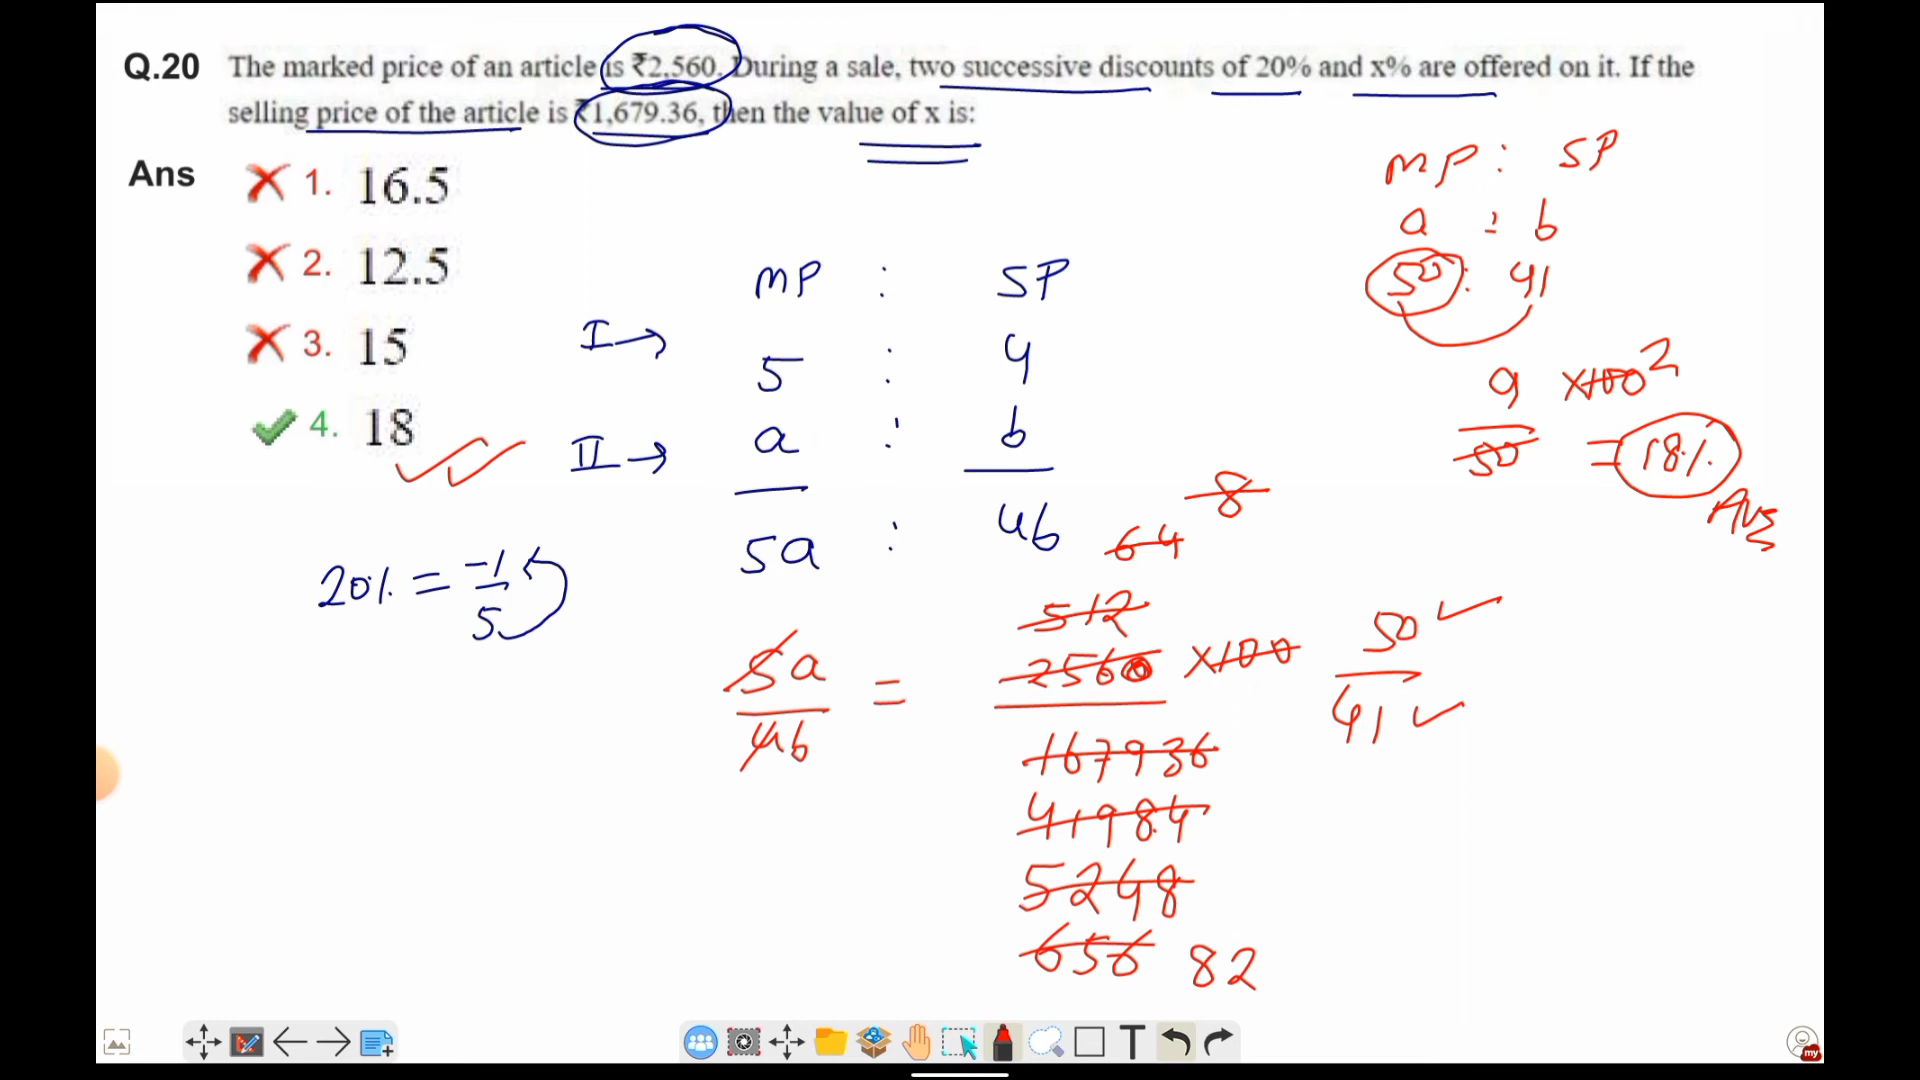 Q.20 The marked price of an article is ₹2,560. During a sale, two successive discounts of 20% and x% are offered on it. If the
selling price of the article is ₹1,679.36, then the value of x is:
Ans
1. 16.5
2. 12.5
3. 15
4. 18
MP : SP
I → 5 : 4
II → a : b
5a : 4b
20% = -1/5
5a/4b = 2560 ×100 / 167936
512
64
8
41984
5248
656 82
50/41
MP : SP
a : b
50 : 41
9/50 ×100 2 = 18%
Ans
T
my